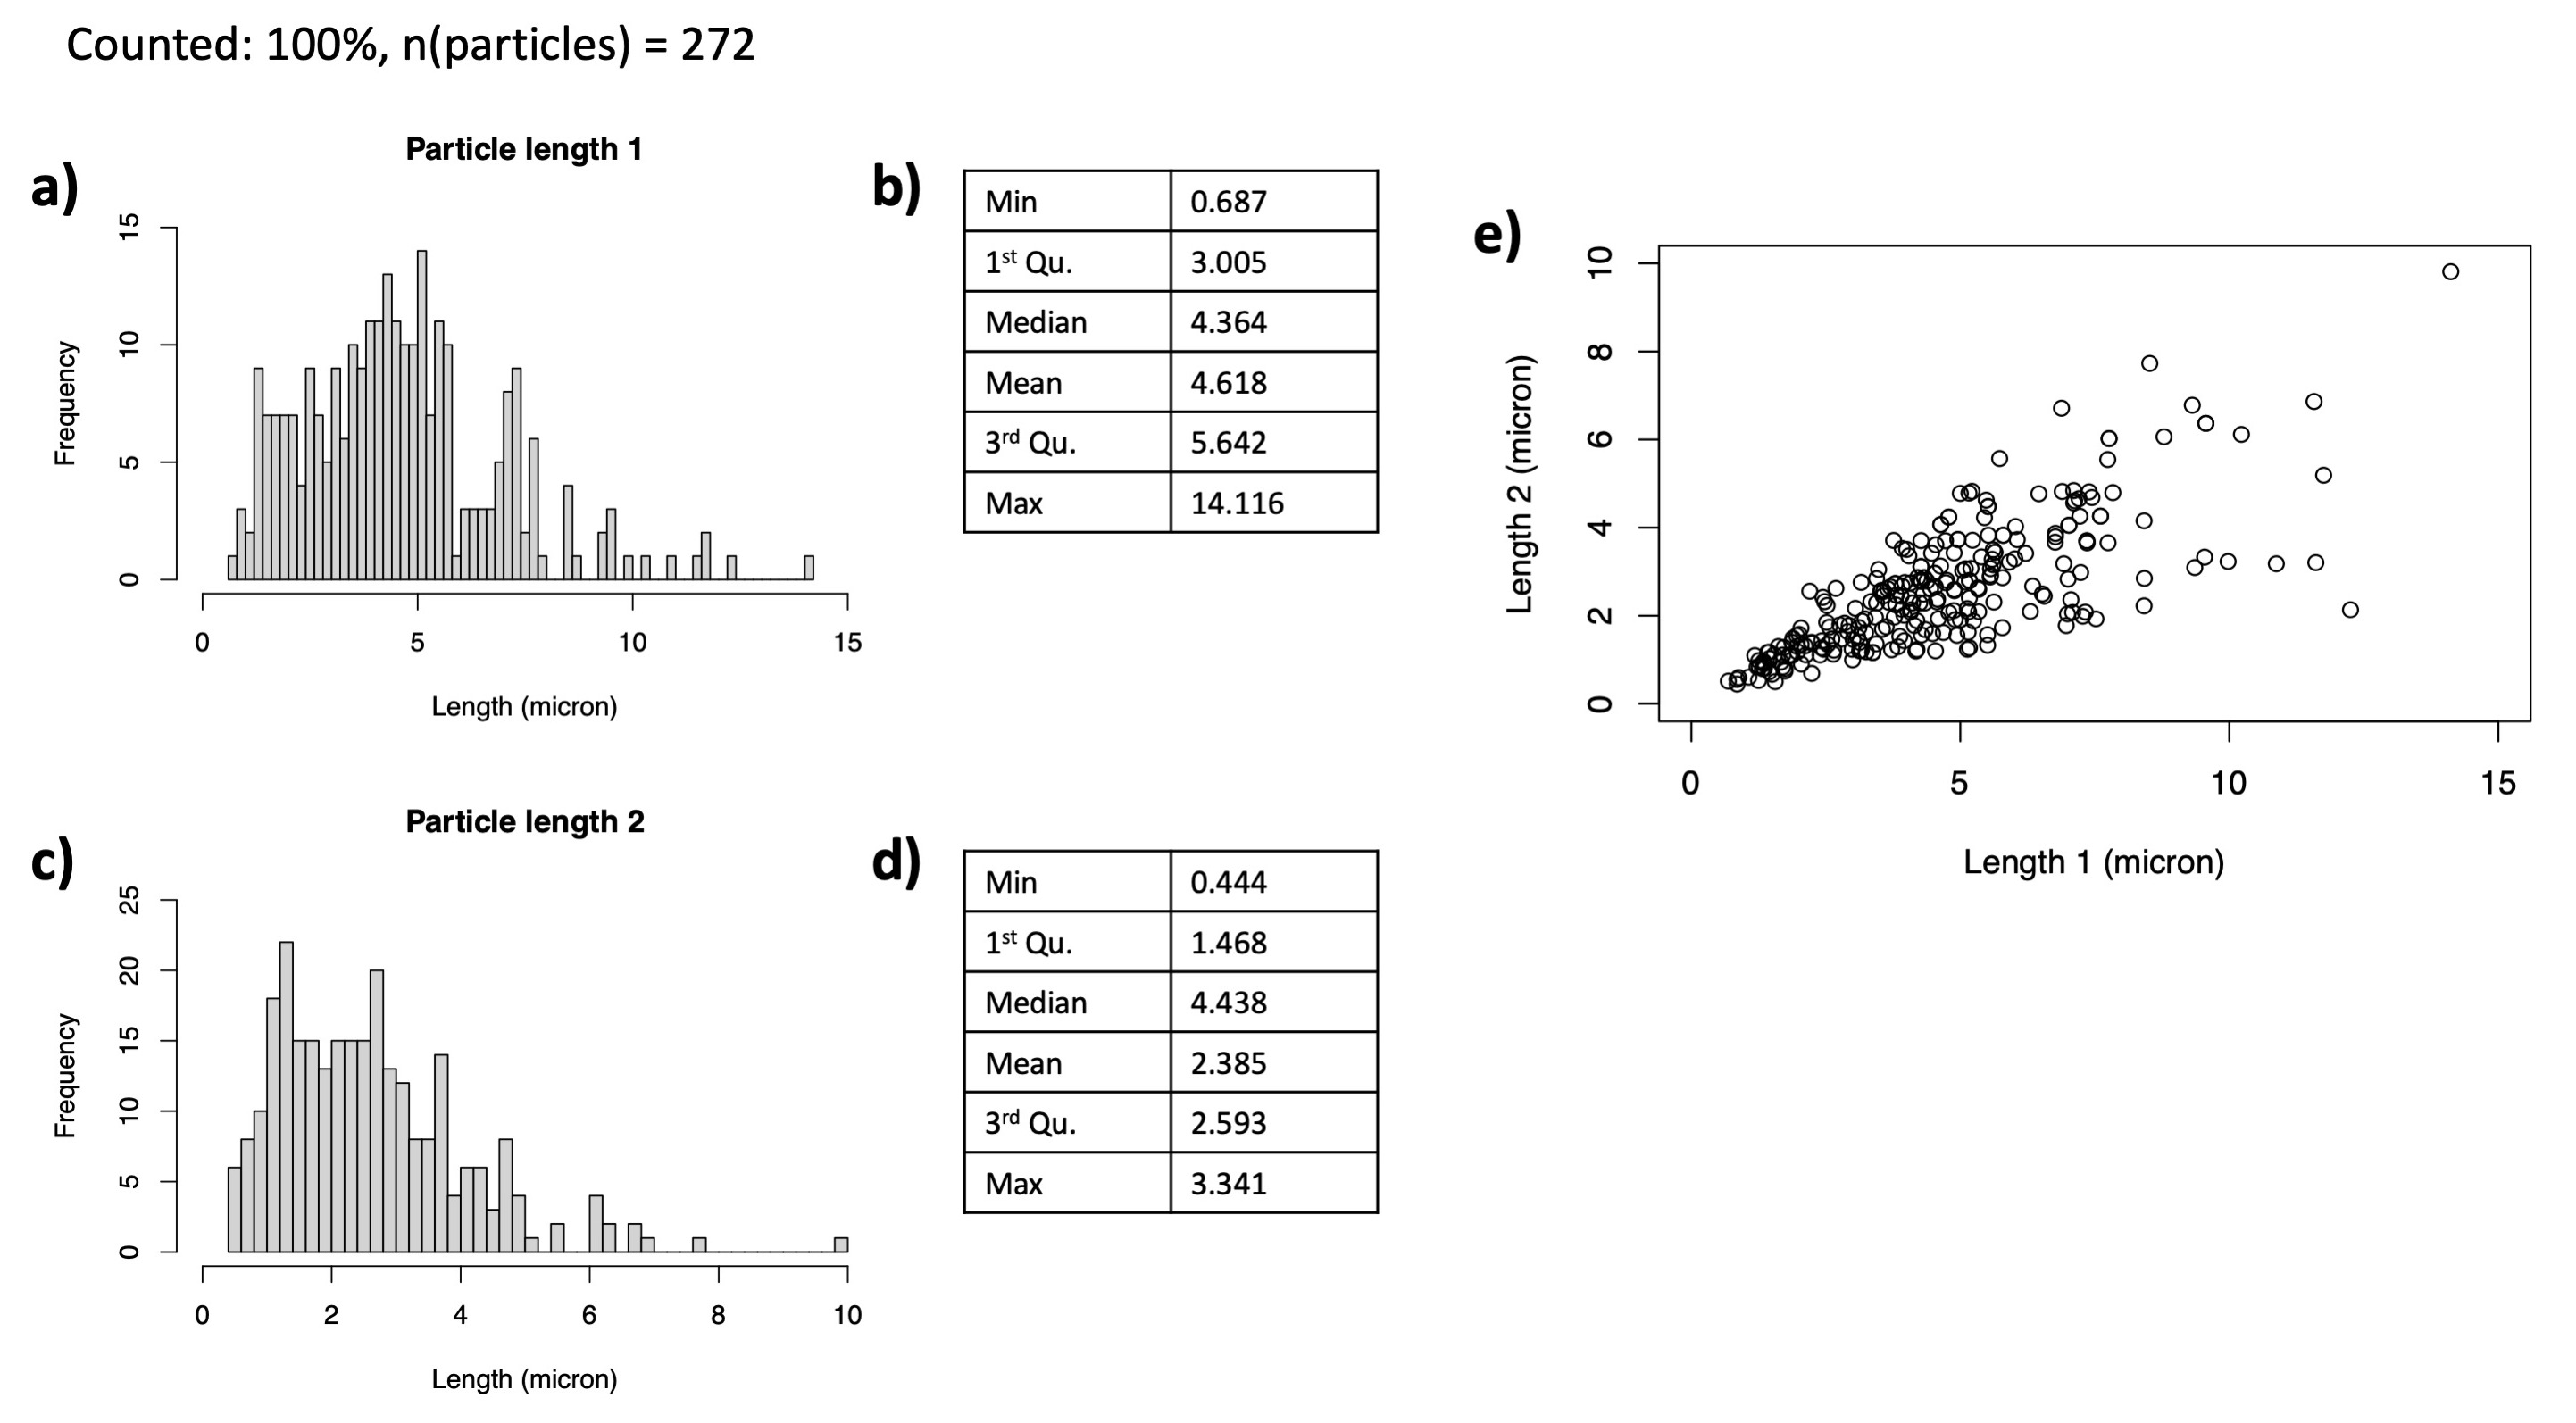 Counted: 100%, n(particles) = 272
a)
Particle length 1
Frequency
0
5
10
15
0 5 10 15
Length (micron)
b)
Min 0.687
1st Qu. 3.005
Median 4.364
Mean 4.618
3rd Qu. 5.642
Max 14.116
c)
Particle length 2
Frequency
0
5
10
15
20
25
0 2 4 6 8 10
Length (micron)
d)
Min 0.444
1st Qu. 1.468
Median 4.438
Mean 2.385
3rd Qu. 2.593
Max 3.341
e)
Length 2 (micron)
0
2
4
6
8
10
0 5 10 15
Length 1 (micron)